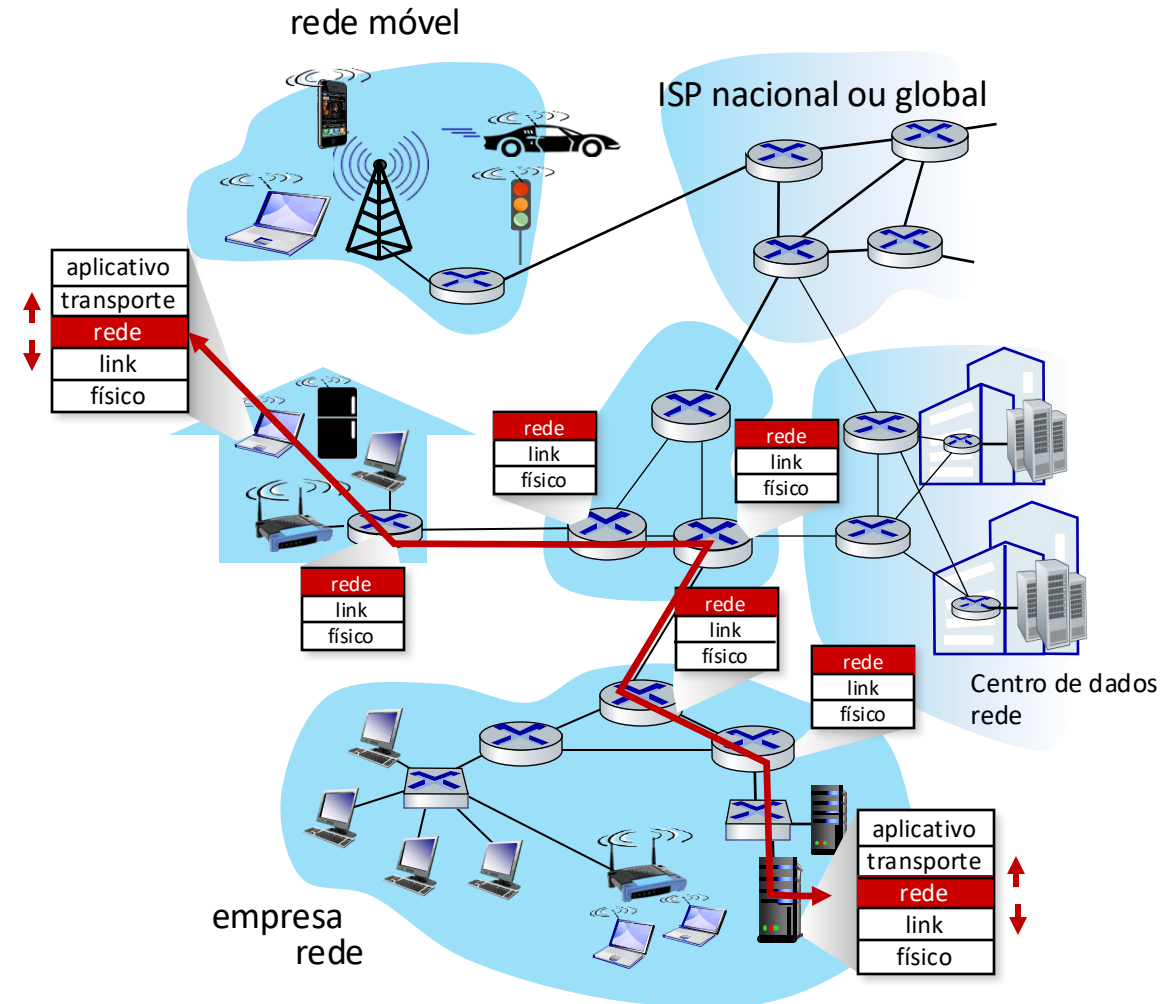 rede móvel
ISP nacional ou global
aplicativo
transporte
rede
link
físico
rede
link
físico
rede
link
físico
rede
link
físico
rede
link
físico
rede
link
físico
Centro de dados
rede
aplicativo
transporte
rede
link
físico
empresa
rede